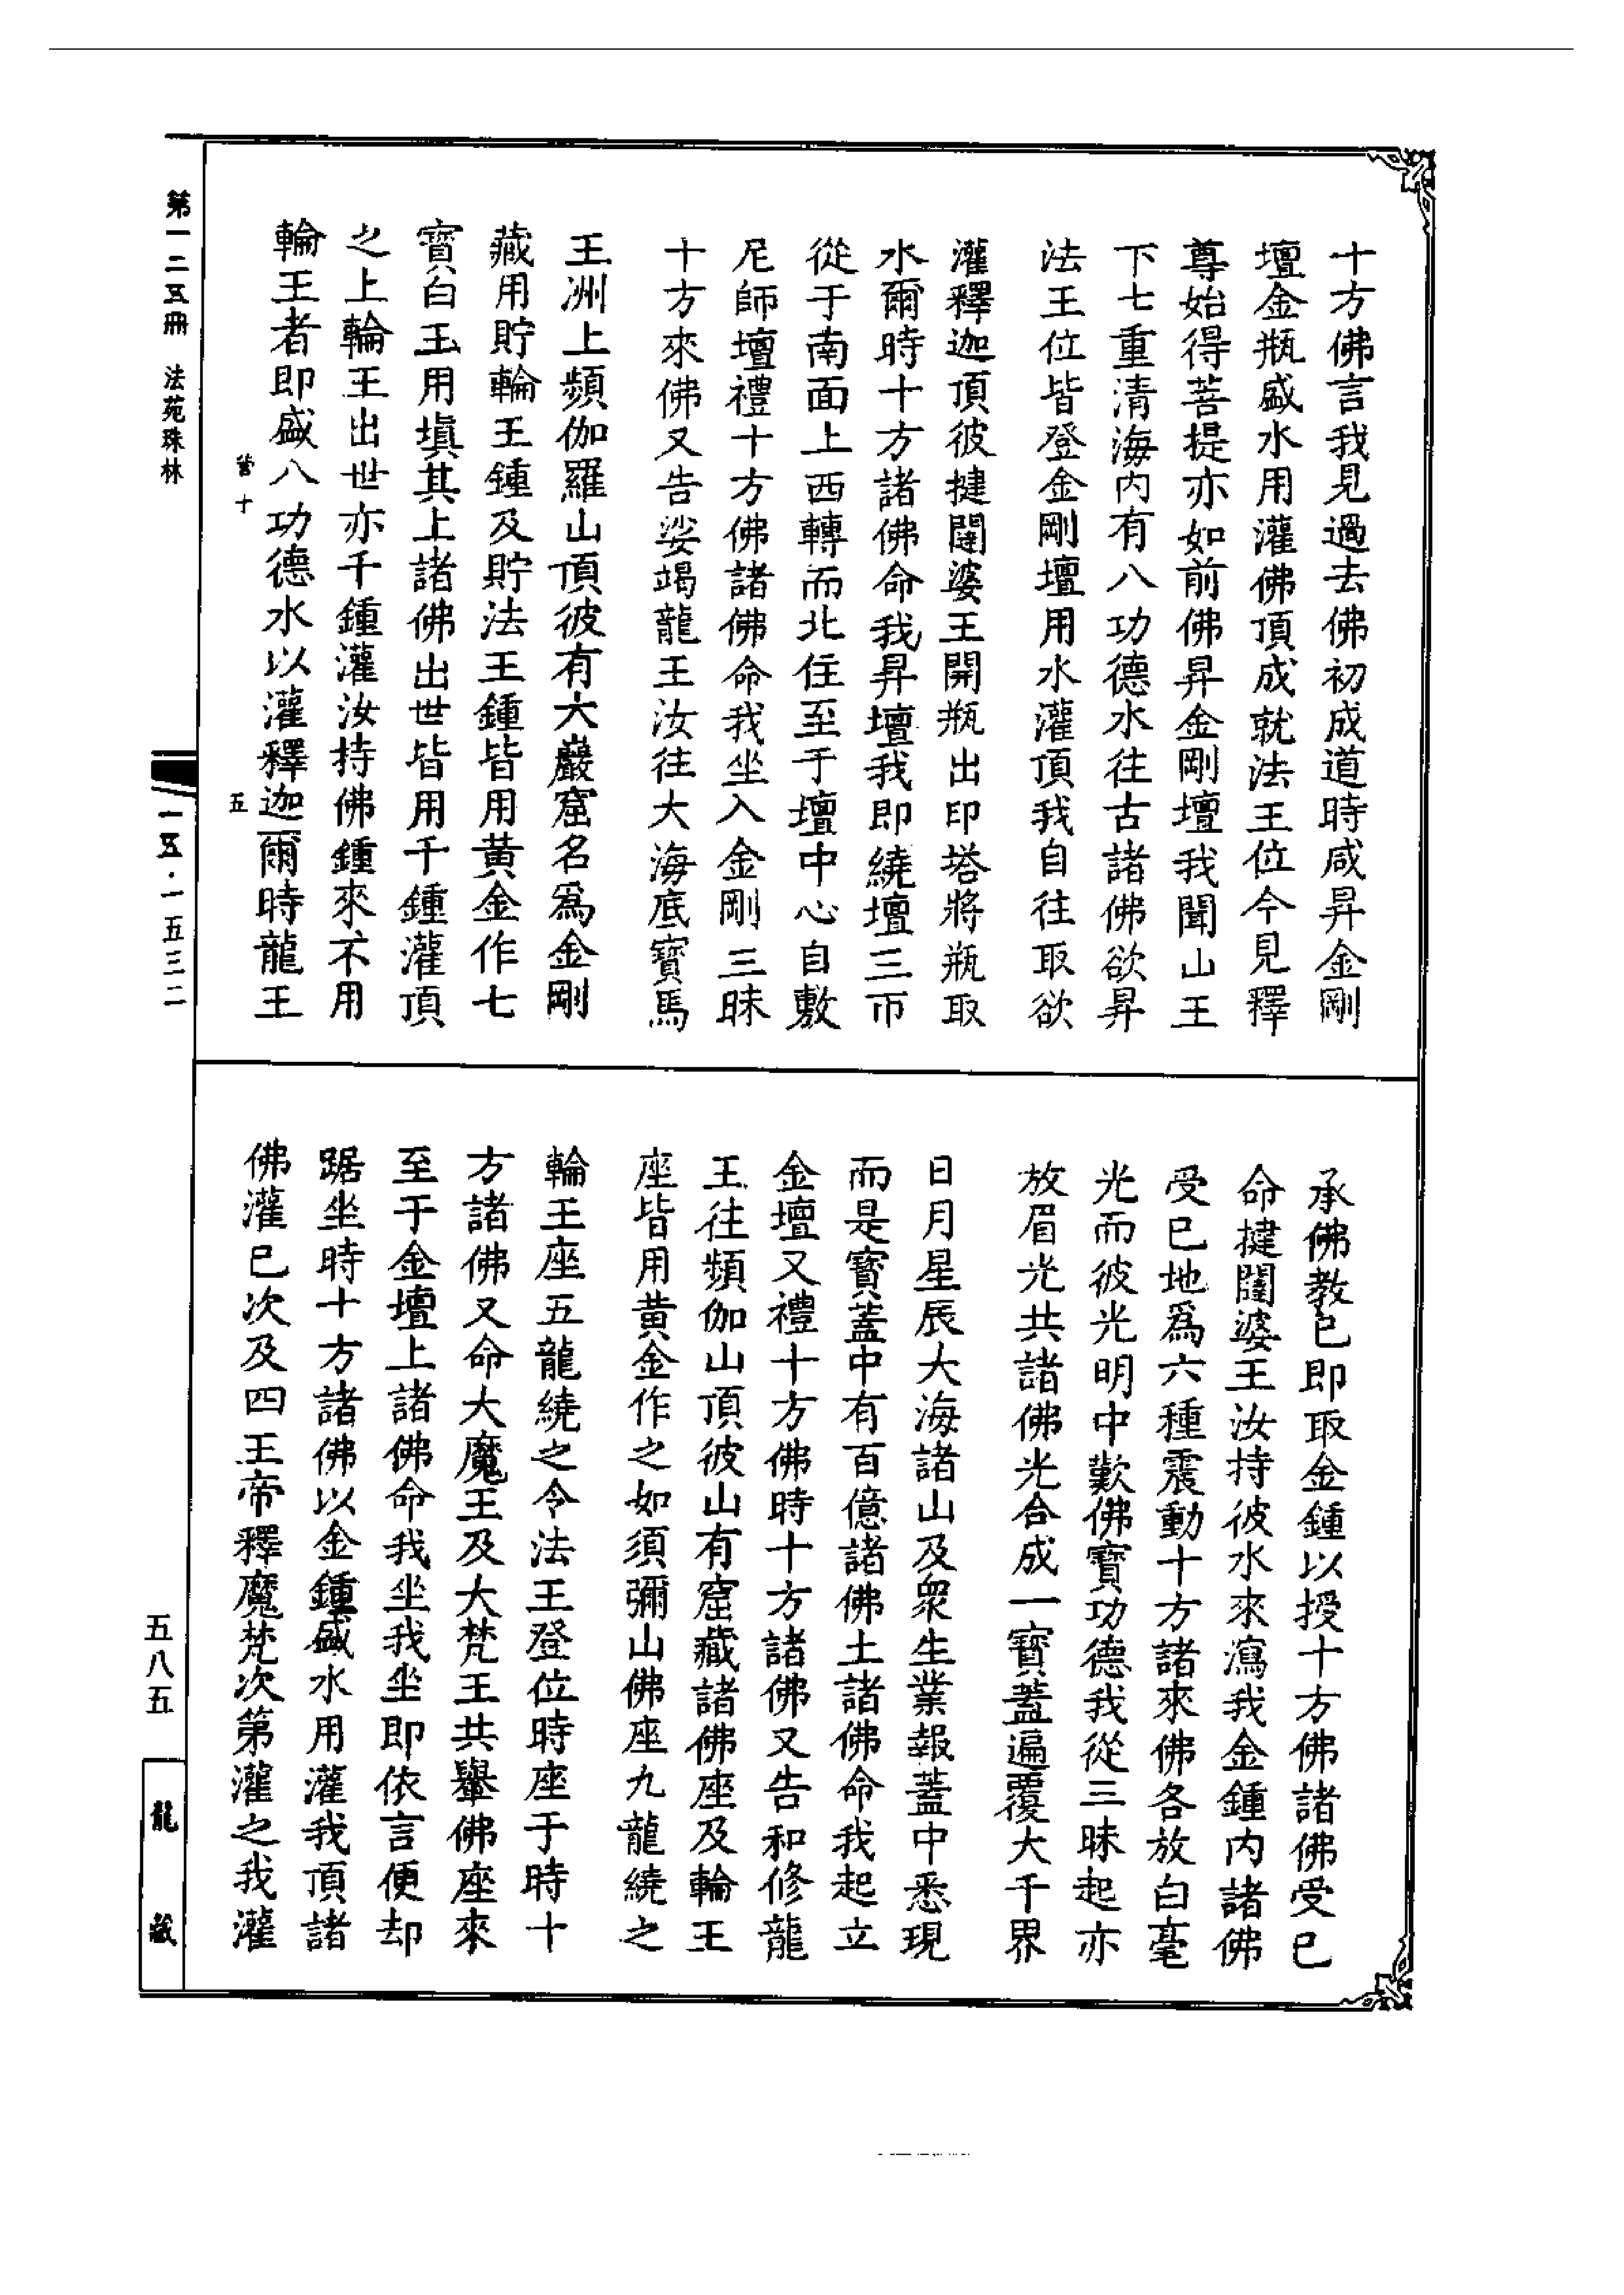 十方佛言我見過去佛初成道時咸昇金剛
壇金瓶盛水用灌佛頂成就法王位今見釋
尊始得菩提亦如前佛昇金剛壇我聞山王
下七重清海内有八功德水往古諸佛欲昇
法王位皆登金剛壇用水灌頂我自往取欲
灌釋迦頂彼揵闥婆王開瓶出印塔將瓶取
水爾時十方諸佛命我昇壇我即繞壇三帀
從于南面上西轉而北住至于壇中心自敷
尼師壇禮十方佛諸佛命我坐入金剛三昧
十方來佛又告娑竭龍王汝往大海底寶馬
王洲上頻伽羅山頂彼有大巖窟名爲金剛
藏用貯輪王鍾及貯法王鍾皆用黃金作七
寶白玉用塡其上諸佛出世皆用千鍾灌頂
之上輪王出世亦千鍾灌汝持佛鍾來不用
輪王者即盛八功德水以灌釋迦爾時龍王
營十
五
承佛教已即取金鍾以授十方佛諸佛受已
命揵闥婆王汝持彼水來瀉我金鍾内諸佛
受已地爲六種震動十方諸來佛各放白毫
光而彼光明中歎佛寶功德我從三昧起亦
放眉光共諸佛光合成一寶蓋遍覆大千界
日月星辰大海諸山及衆生業報蓋中悉現
而是寶蓋中有百億諸佛土諸佛命我起立
金壇又禮十方佛時十方諸佛又告和修龍
王往頻伽山頂彼山有窟藏諸佛座及輪王
座皆用黃金作之如須彌山佛座九龍繞之
輪王座五龍繞之令法王登位時座于時十
方諸佛又命大魔王及大梵王共舉佛座來
至于金壇上諸佛命我坐我坐即依言便却
踞坐時十方諸佛以金鍾盛水用灌我頂諸
佛灌已次及四王帝釋魔梵次第灌之我灌
第一二五冊　法苑珠林
一五·一五三二
五八五
龍藏